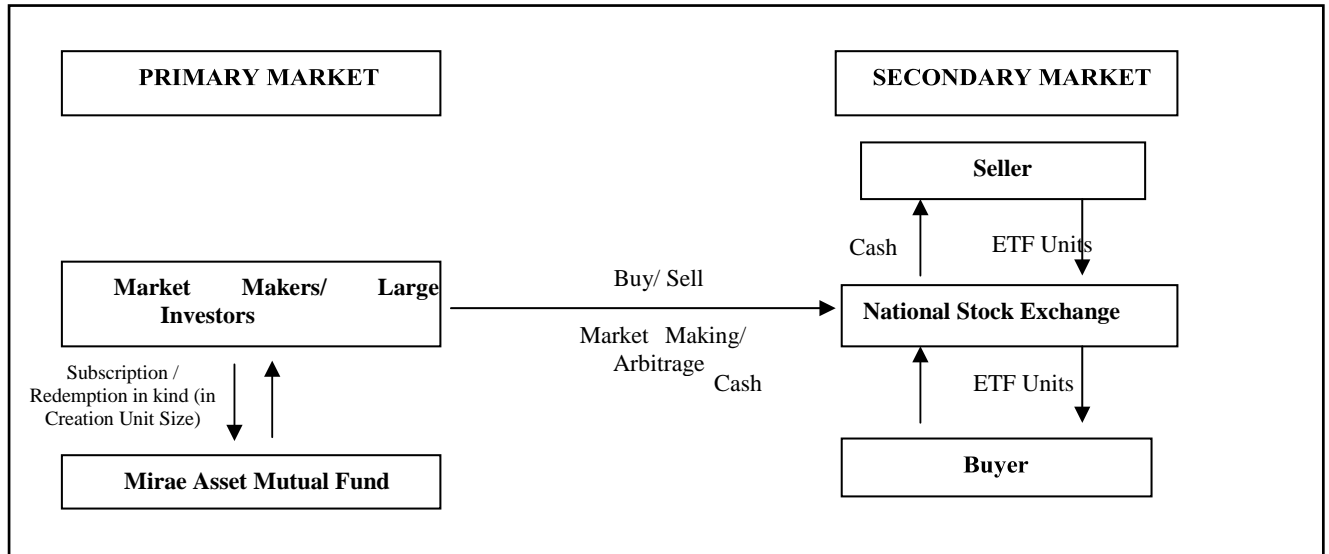 PRIMARY MARKET
SECONDARY MARKET
Seller
Cash
ETF Units
Market Makers/ Large
Investors
Buy/ Sell
National Stock Exchange
Market Making/
Arbitrage
Cash
Subscription /
Redemption in kind (in
Creation Unit Size)
ETF Units
Mirae Asset Mutual Fund
Buyer